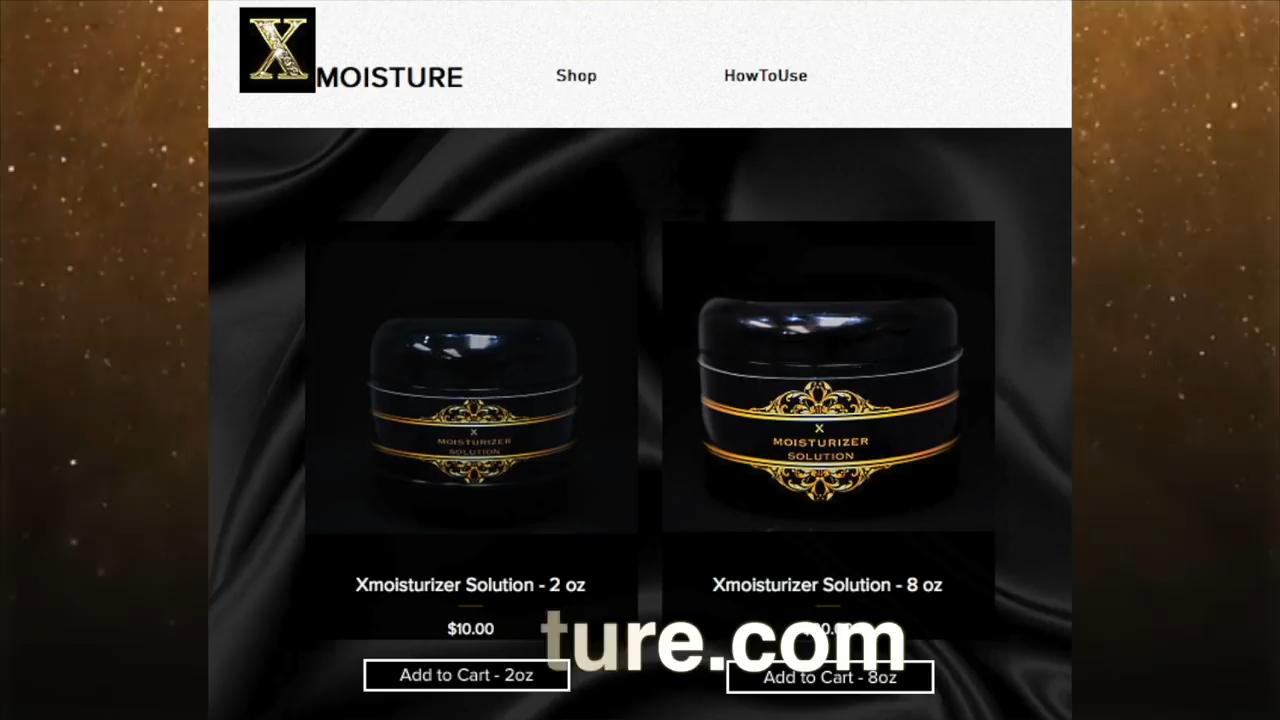 X
MOISTURE
Shop
HowToUse
X
MOISTURIZER
SOLUTION
X
MOISTURIZER
SOLUTION
Xmoisturizer Solution - 2 oz
Xmoisturizer Solution - 8 oz
$10.00
ture.com
Add to Cart - 2oz
Add to Cart - 8oz